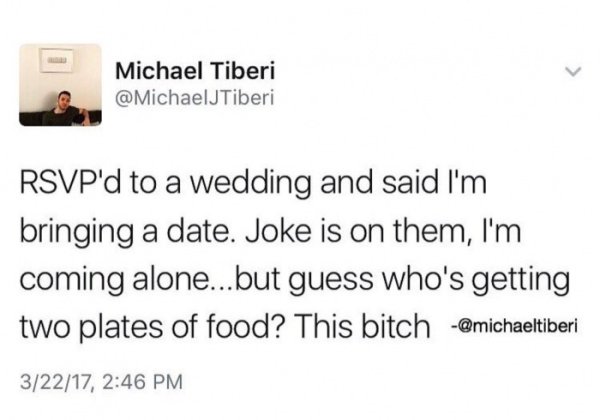 Michael Tiberi
@MichaelJTiberi
RSVP'd to a wedding and said I'm
bringing a date. Joke is on them, I'm
coming alone...but guess who's getting
two plates of food? This bitch -@michaeltiberi
3/22/17, 2:46 PM